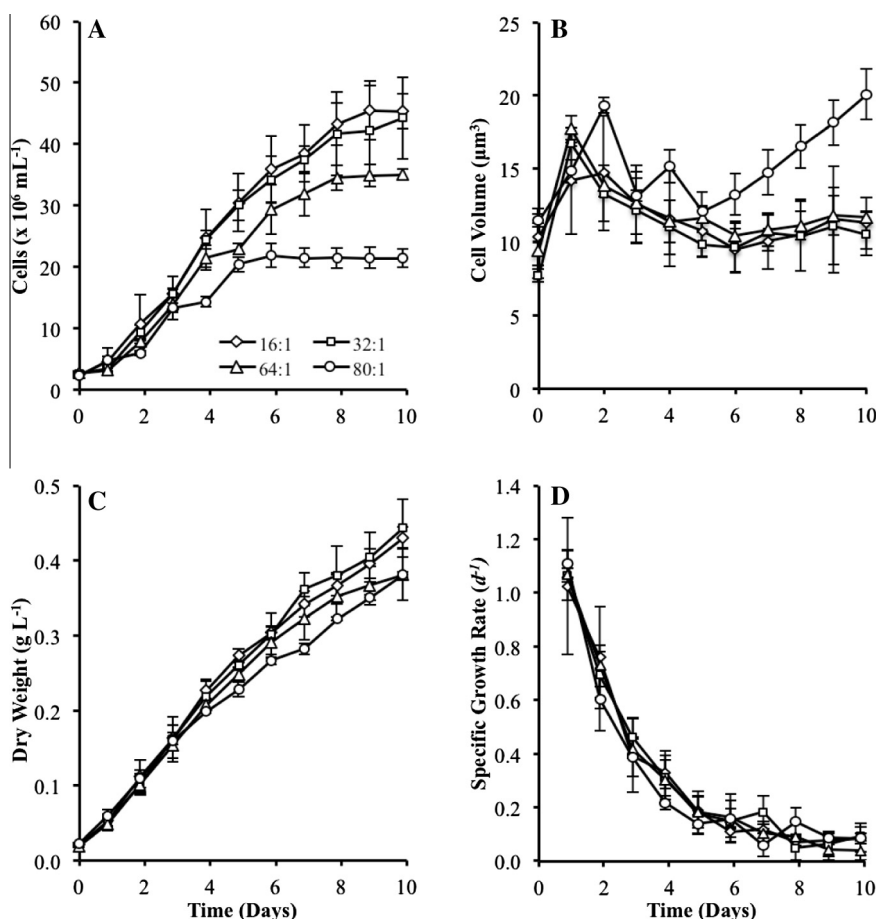 A
60
50
40
30
20
10
0
Cells (x 10⁶ mL⁻¹)
16:1
32:1
64:1
80:1
0 2 4 6 8 10
B
25
20
15
10
5
0
Cell Volume (µm³)
0 2 4 6 8 10
C
0.5
0.4
0.3
0.2
0.1
0.0
Dry Weight (g L⁻¹)
0 2 4 6 8 10
Time (Days)
D
1.4
1.2
1.0
0.8
0.6
0.4
0.2
0.0
Specific Growth Rate (d⁻¹)
0 2 4 6 8 10
Time (Days)